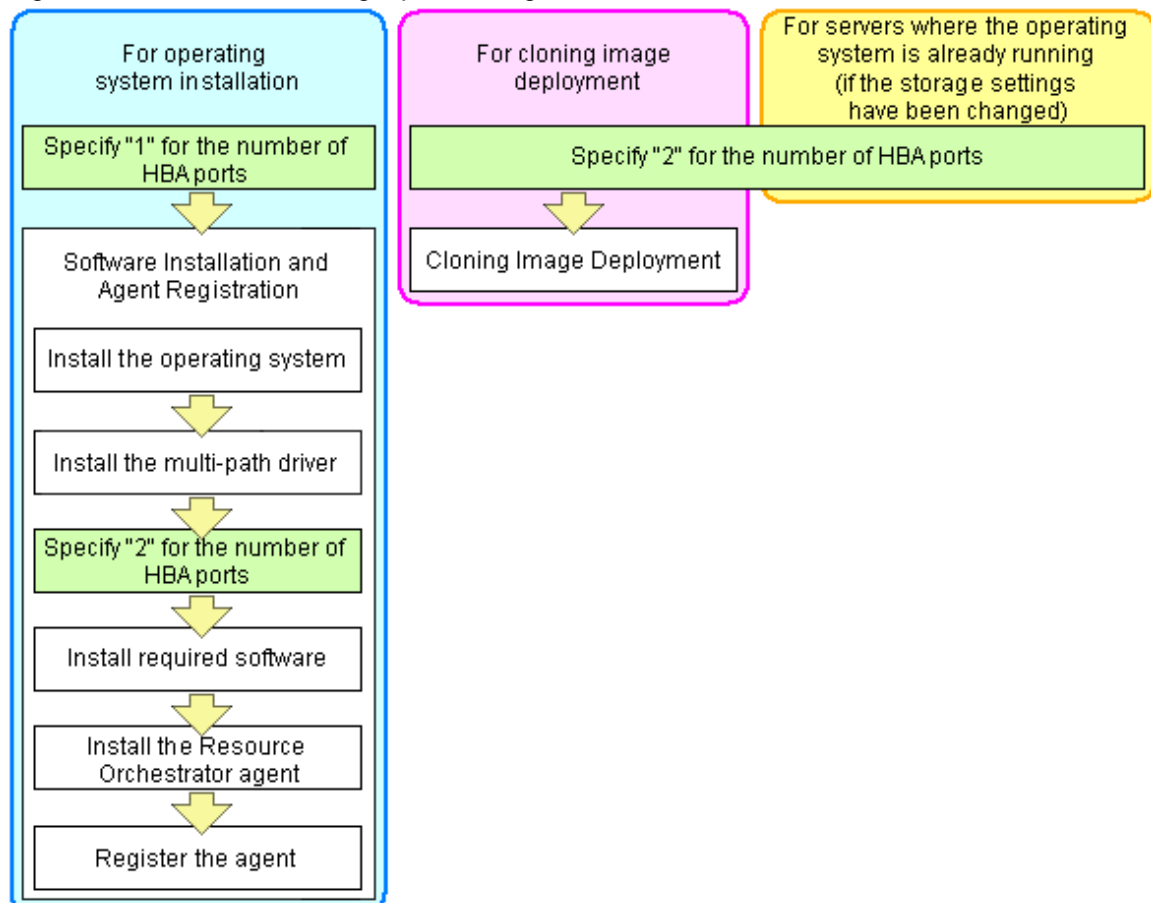 For operating
system installation
Specify "1" for the number of
HBA ports
Software Installation and
Agent Registration
Install the operating system
Install the multi-path driver
Specify "2" for the number of
HBA ports
Install required software
Install the Resource
Orchestrator agent
Register the agent
For cloning image
deployment
For servers where the operating
system is already running
(if the storage settings
have been changed)
Specify "2" for the number of HBA ports
Cloning Image Deployment